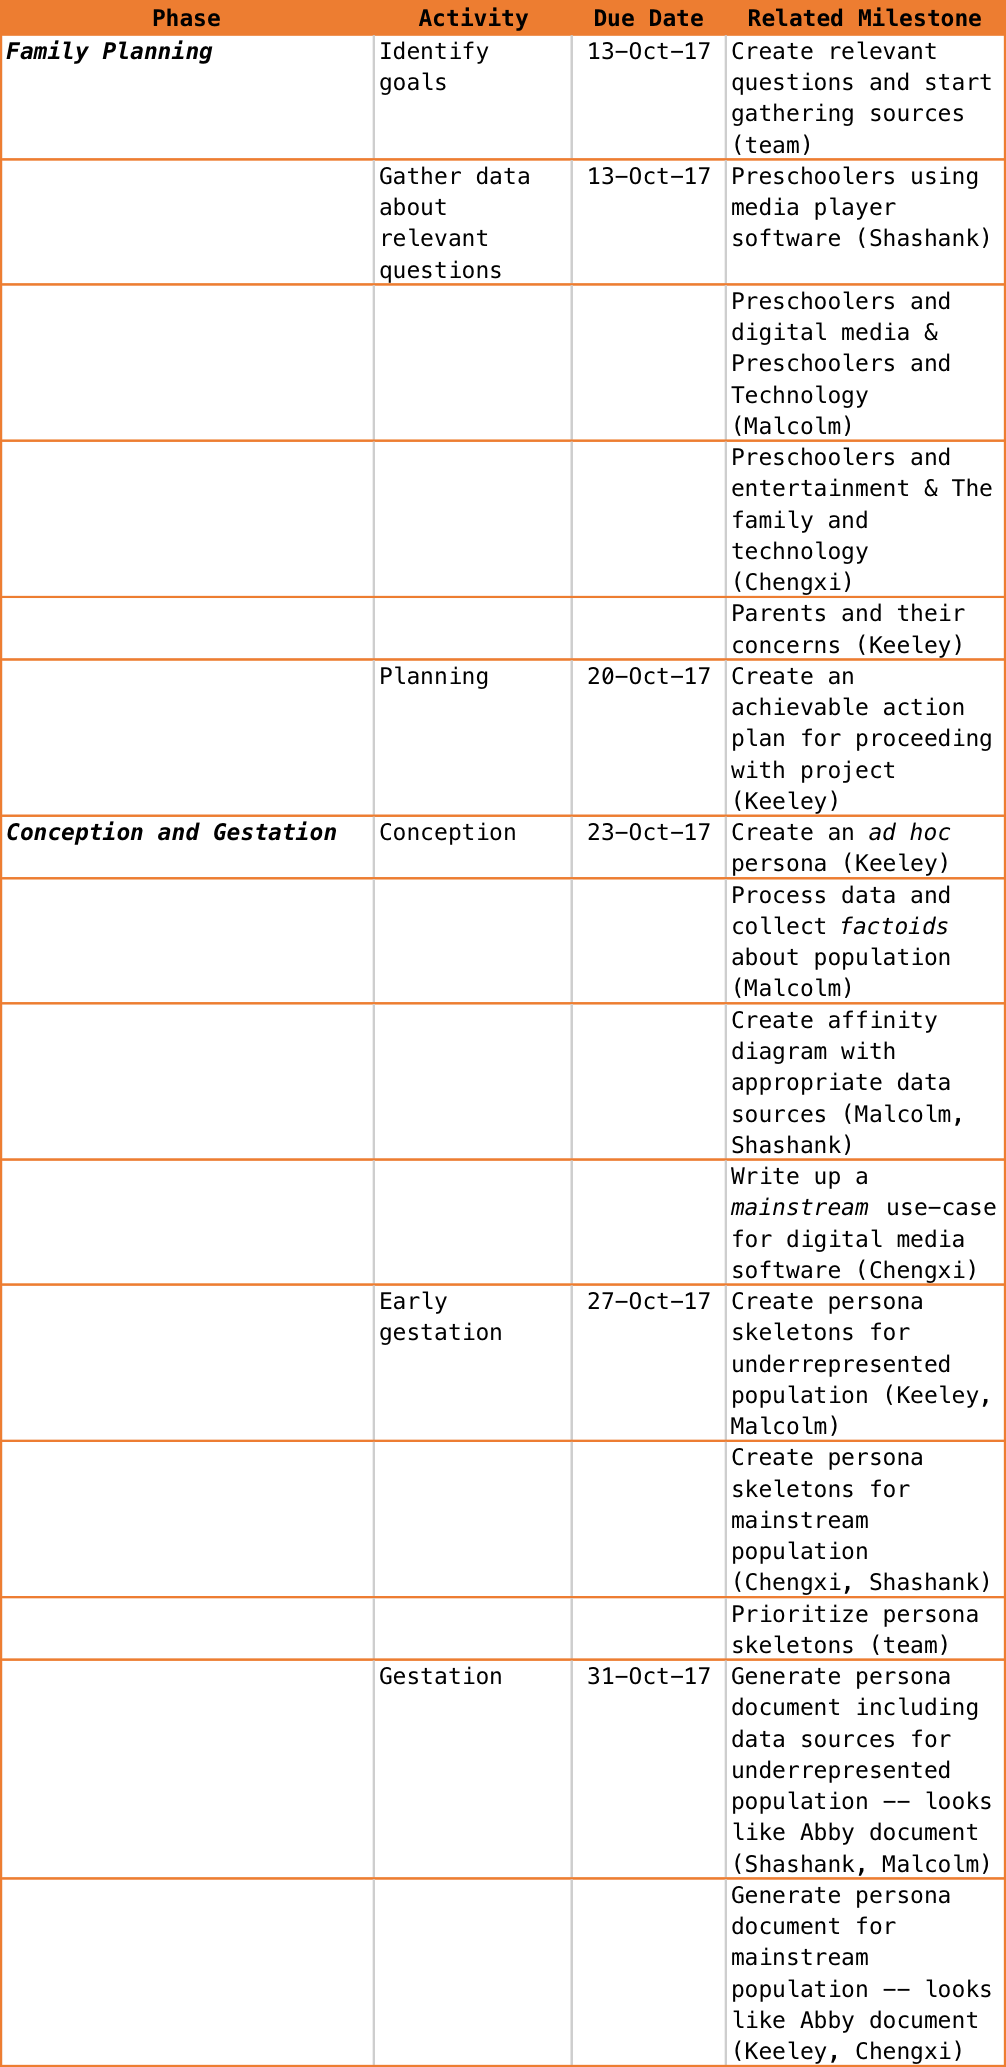 Phase Activity Due Date Related Milestone
Family Planning Identify 13-Oct-17 Create relevant
goals questions and start
gathering sources
(team)
Gather data 13-Oct-17 Preschoolers using
about media player
relevant software (Shashank)
questions
Preschoolers and
digital media &
Preschoolers and
Technology
(Malcolm)
Preschoolers and
entertainment & The
family and
technology
(Chengxi)
Parents and their
concerns (Keeley)
Planning 20-Oct-17 Create an
achievable action
plan for proceeding
with project
(Keeley)
Conception and Gestation Conception 23-Oct-17 Create an ad hoc
persona (Keeley)
Process data and
collect factoids
about population
(Malcolm)
Create affinity
diagram with
appropriate data
sources (Malcolm,
Shashank)
Write up a
mainstream use-case
for digital media
software (Chengxi)
Early 27-Oct-17 Create persona
gestation skeletons for
underrepresented
population (Keeley,
Malcolm)
Create persona
skeletons for
mainstream
population
(Chengxi, Shashank)
Prioritize persona
skeletons (team)
Gestation 31-Oct-17 Generate persona
document including
data sources for
underrepresented
population -- looks
like Abby document
(Shashank, Malcolm)
Generate persona
document for
mainstream
population -- looks
like Abby document
(Keeley, Chengxi)